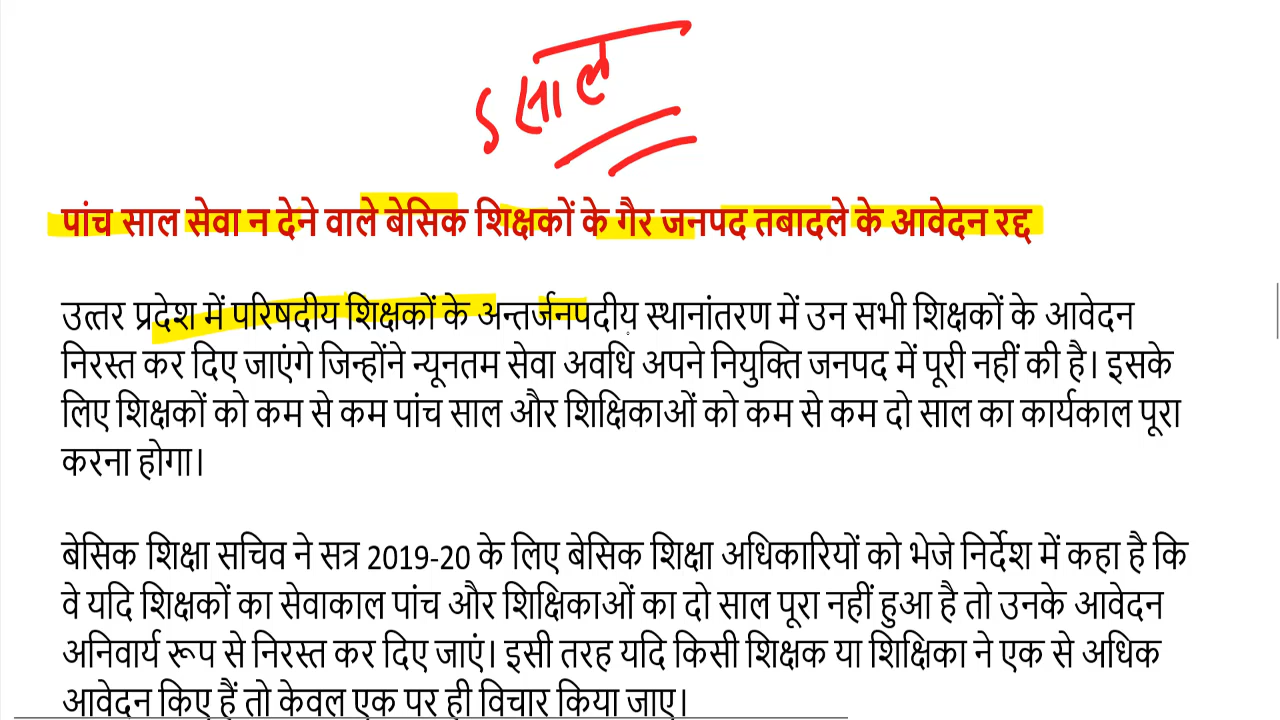 5 साल
पांच साल सेवा न देने वाले बेसिक शिक्षकों के गैर जनपद तबादले के आवेदन रद्द
उत्तर प्रदेश में परिषदीय शिक्षकों के अन्तर्जनपदीय स्थानांतरण में उन सभी शिक्षकों के आवेदन
निरस्त कर दिए जाएंगे जिन्होंने न्यूनतम सेवा अवधि अपने नियुक्ति जनपद में पूरी नहीं की है। इसके
लिए शिक्षकों को कम से कम पांच साल और शिक्षिकाओं को कम से कम दो साल का कार्यकाल पूरा
करना होगा।
बेसिक शिक्षा सचिव ने सत्र 2019-20 के लिए बेसिक शिक्षा अधिकारियों को भेजे निर्देश में कहा है कि
वे यदि शिक्षकों का सेवाकाल पांच और शिक्षिकाओं का दो साल पूरा नहीं हुआ है तो उनके आवेदन
अनिवार्य रूप से निरस्त कर दिए जाएं। इसी तरह यदि किसी शिक्षक या शिक्षिका ने एक से अधिक
आवेदन किए हैं तो केवल एक पर ही विचार किया जाए।